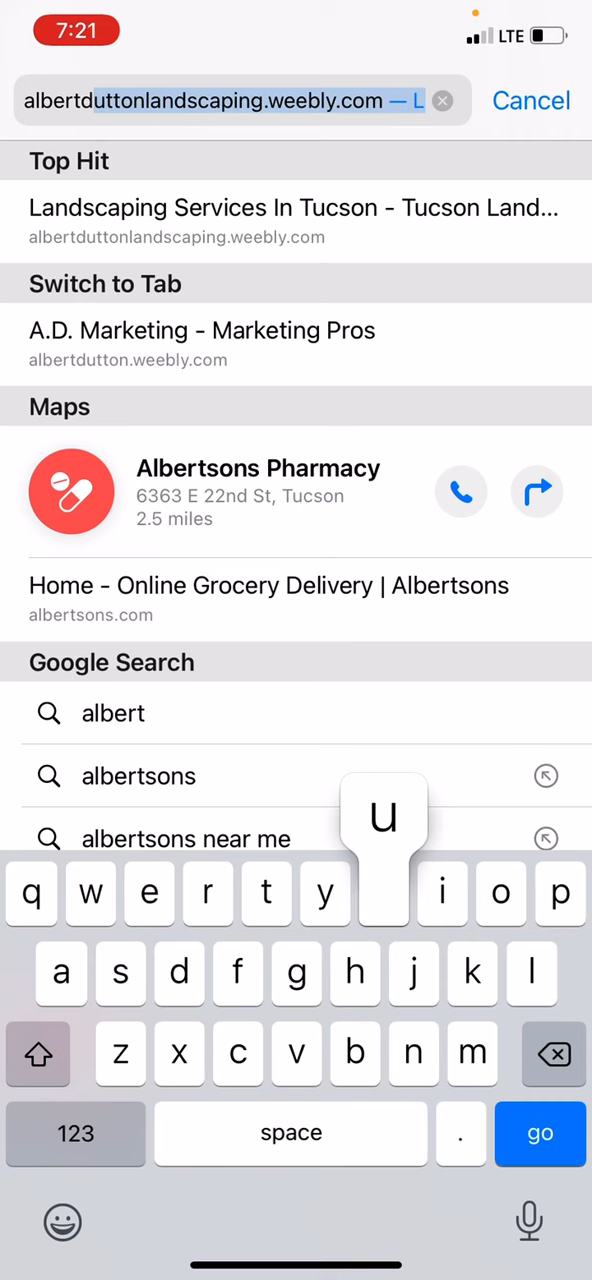 7:21
LTE
albertduttonlandscaping.weebly.com — L
Cancel
Top Hit
Landscaping Services In Tucson - Tucson Land...
albertduttonlandscaping.weebly.com
Switch to Tab
A.D. Marketing - Marketing Pros
albertdutton.weebly.com
Maps
Albertsons Pharmacy
6363 E 22nd St, Tucson
2.5 miles
Home - Online Grocery Delivery | Albertsons
albertsons.com
Google Search
albert
albertsons
albertsons near me
u
q w e r t y i o p
a s d f g h j k l
z x c v b n m
123 space . go